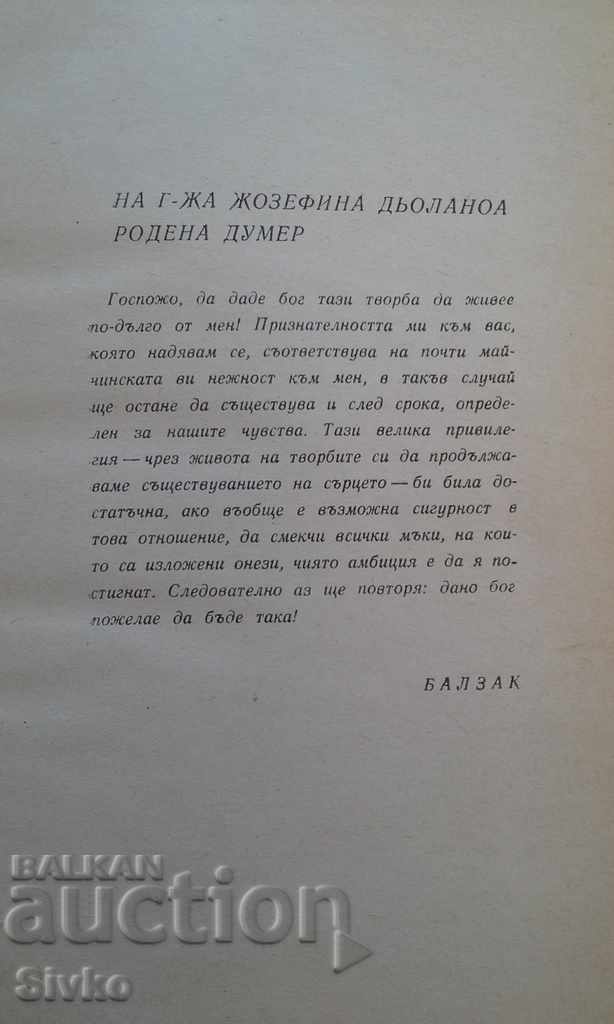 НА Г-ЖА ЖОЗЕФИНА ДЬОЛАНОА
РОДЕНА ДУМЕР
Госпожо, да даде бог тази творба да живее
по-дълго от мен! Признателността ми към вас,
която надявам се, съответствува на почти май-
чинската ви нежност към мен, в такъв случай
ще остане да съществува и след срока, опреде-
лен за нашите чувства. Тази велика привиле-
гия — чрез живота на творбите си да продължа-
ваме съществуванието на сърцето — би била до-
статъчна, ако въобще е възможна сигурност в
това отношение, да смекчи всички мъки, на кои-
то са изложени онези, чиято амбиция е да я по-
стигнат. Следователно аз ще повторя: дано бог
пожелае да бъде така!
БАЛЗАК
BALKAN
auction
Sivko